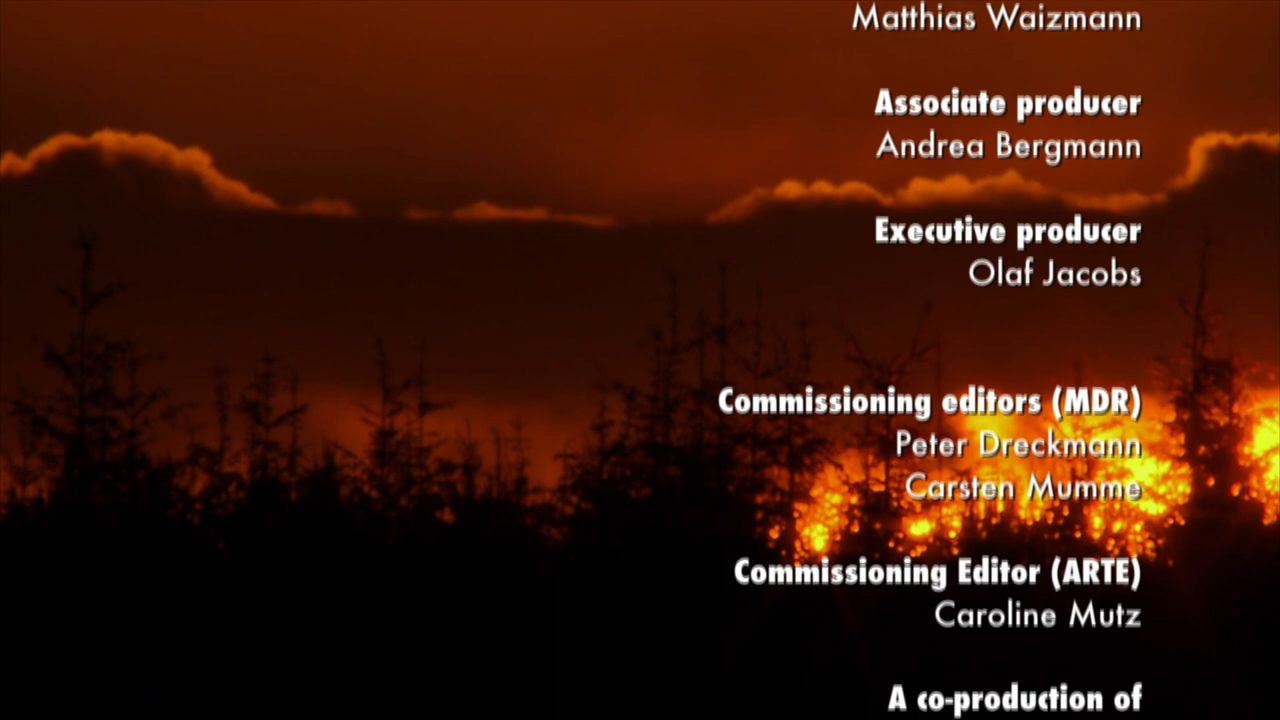 Matthias Waizmann
Associate producer
Andrea Bergmann
Executive producer
Olaf Jacobs
Commissioning editors (MDR)
Peter Dreckmann
Carsten Mumme
Commissioning Editor (ARTE)
Caroline Mutz
A co-production of